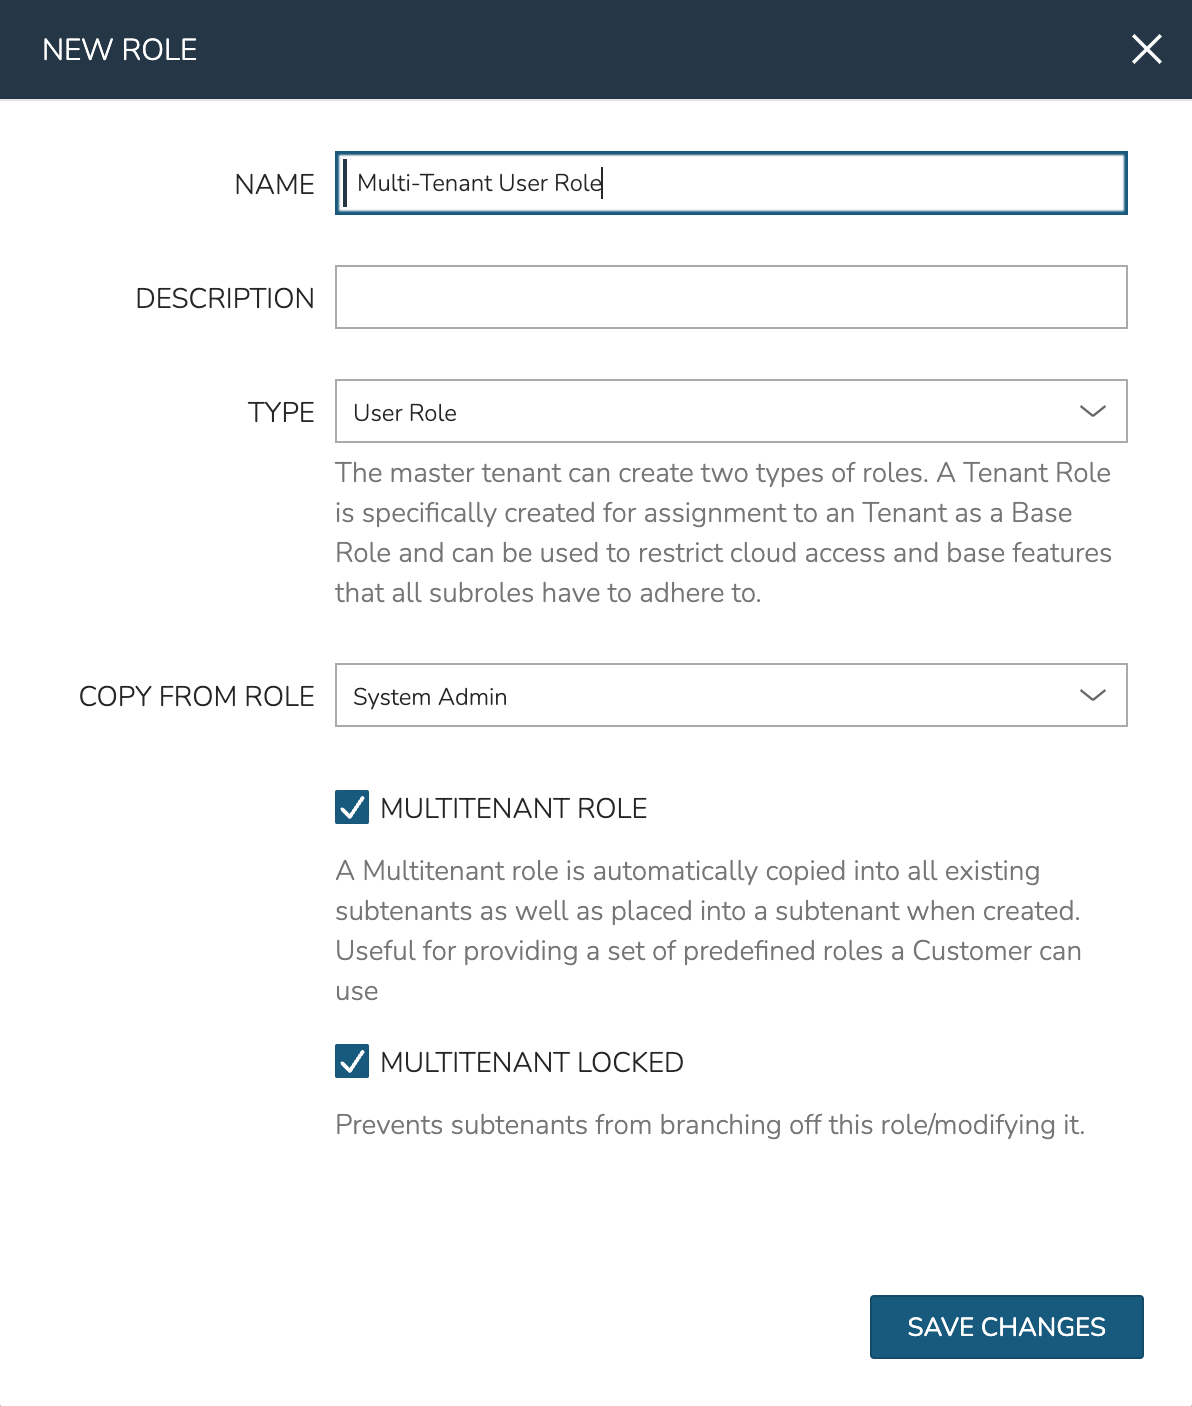 NEW ROLE
NAME
Multi-Tenant User Role
DESCRIPTION
TYPE
User Role
The master tenant can create two types of roles. A Tenant Role
is specifically created for assignment to an Tenant as a Base
Role and can be used to restrict cloud access and base features
that all subroles have to adhere to.
COPY FROM ROLE
System Admin
MULTITENANT ROLE
A Multitenant role is automatically copied into all existing
subtenants as well as placed into a subtenant when created.
Useful for providing a set of predefined roles a Customer can
use
MULTITENANT LOCKED
Prevents subtenants from branching off this role/modifying it.
SAVE CHANGES